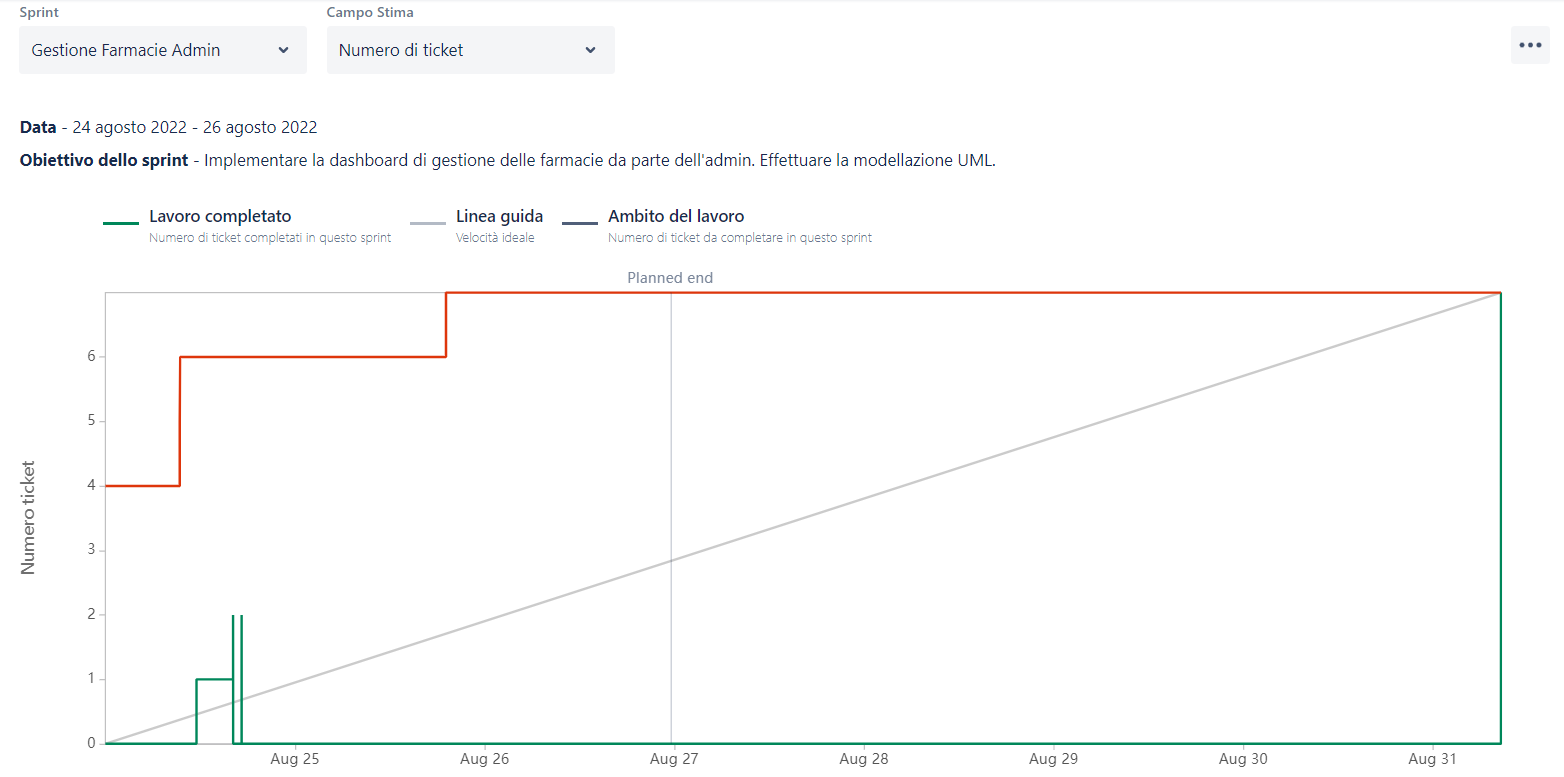 Sprint
Campo Stima
Gestione Farmacie Admin
Numero di ticket
Data - 24 agosto 2022 - 26 agosto 2022
Obiettivo dello sprint - Implementare la dashboard di gestione delle farmacie da parte dell'admin. Effettuare la modellazione UML.
Lavoro completato
Numero di ticket completati in questo sprint
Linea guida
Velocità ideale
Ambito del lavoro
Numero di ticket da completare in questo sprint
Planned end
Numero ticket
6
5
4
3
2
1
0
Aug 25
Aug 26
Aug 27
Aug 28
Aug 29
Aug 30
Aug 31